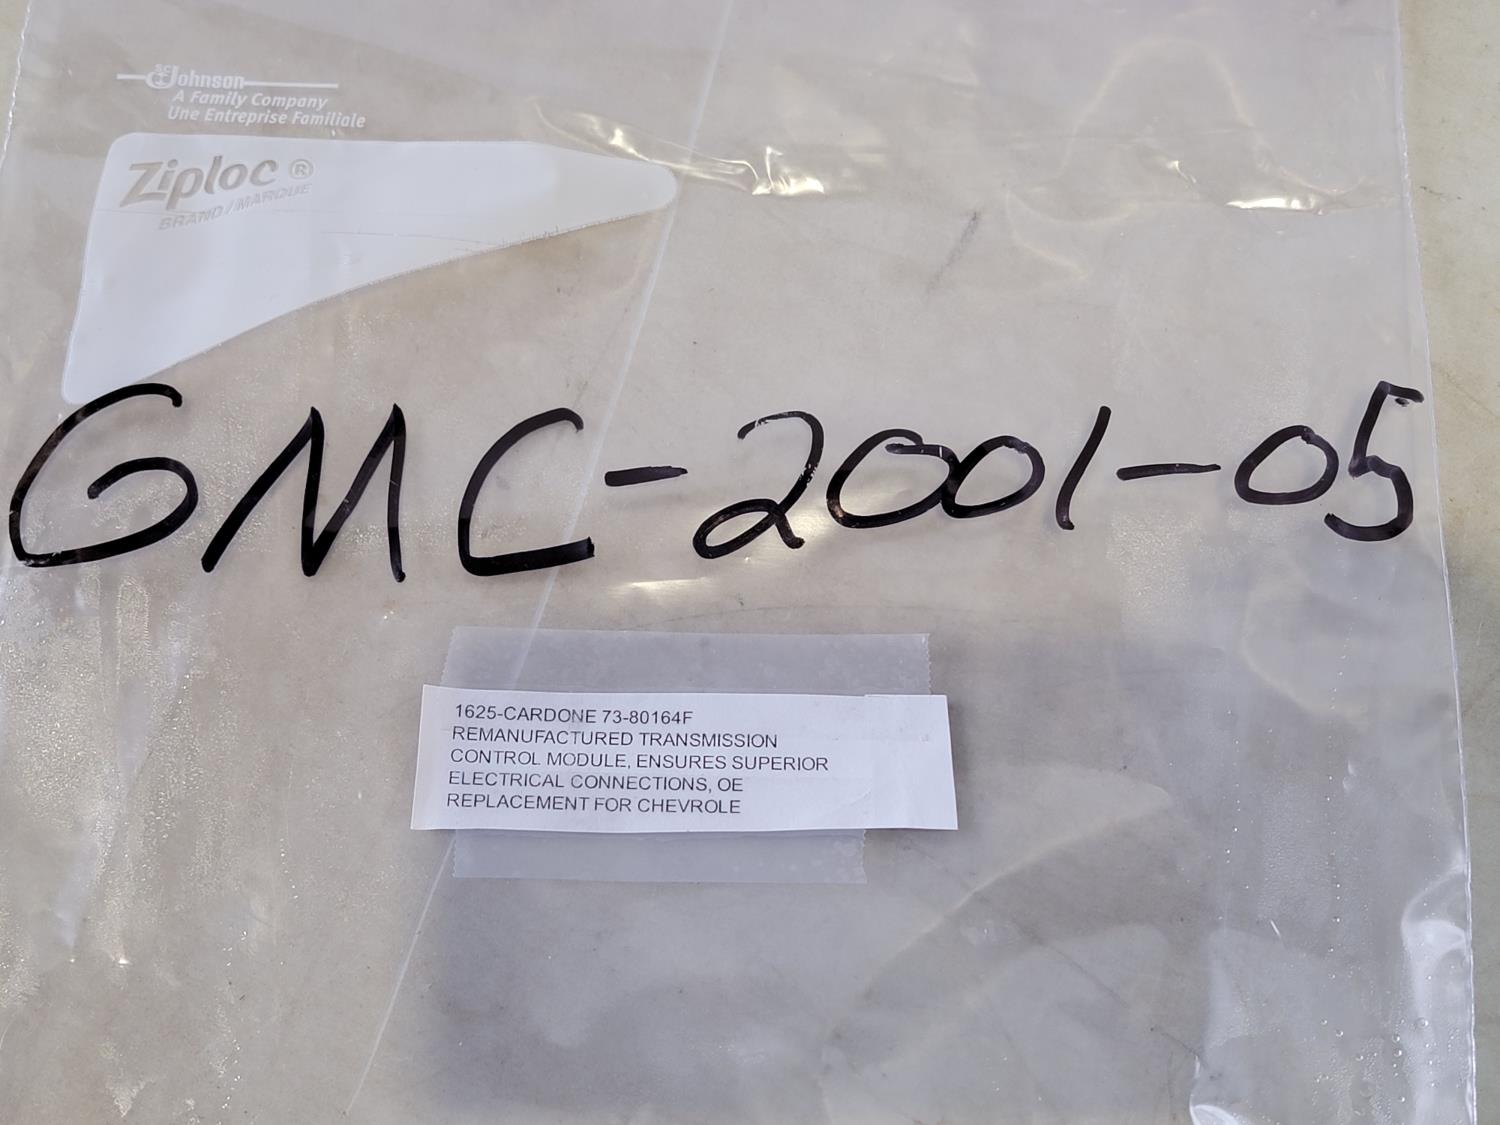 SC Johnson
A Family Company
Une Entreprise Familiale
Ziploc®
BRAND/MARQUE
GMC-2001-05
1625-CARDONE 73-80164F
REMANUFACTURED TRANSMISSION
CONTROL MODULE, ENSURES SUPERIOR
ELECTRICAL CONNECTIONS, OE
REPLACEMENT FOR CHEVROLE